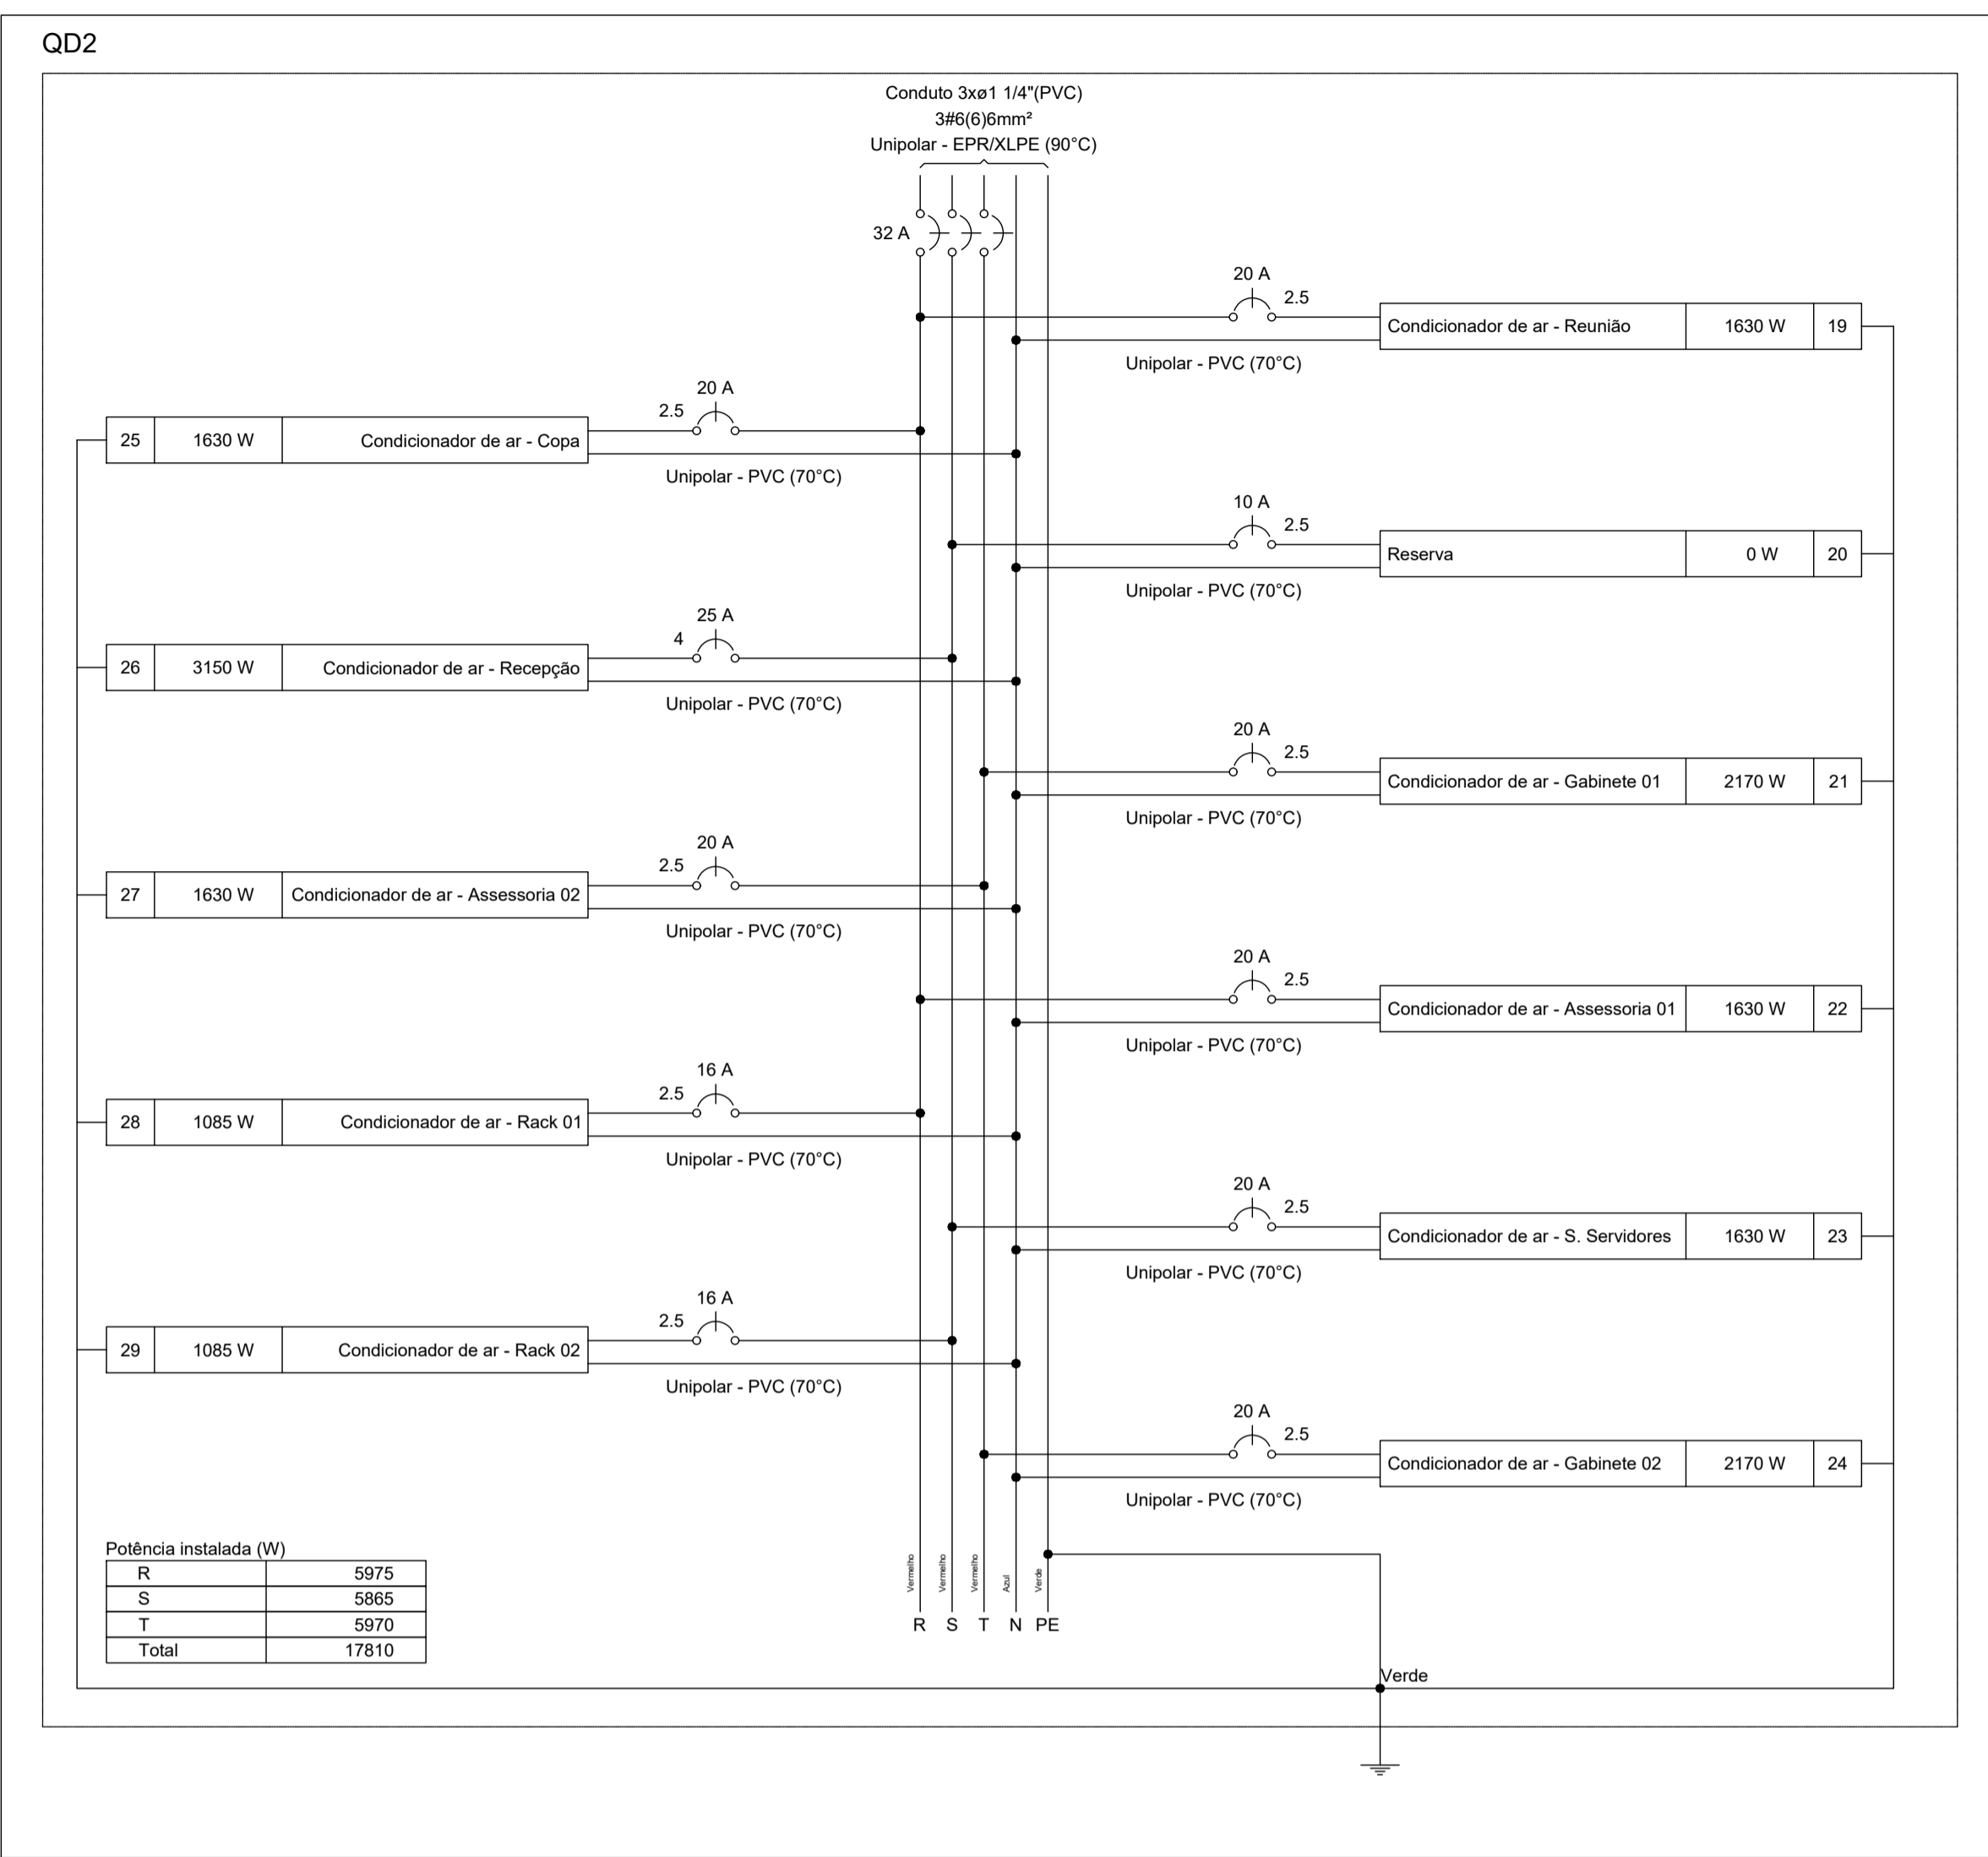 QD2
Conduto 3xø1 1/4"(PVC)
3#6(6)6mm²
Unipolar - EPR/XLPE (90°C)
32 A
20 A
2.5
Condicionador de ar - Reunião 1630 W 19
Unipolar - PVC (70°C)
20 A
2.5
25 1630 W Condicionador de ar - Copa
Unipolar - PVC (70°C)
10 A
2.5
Reserva 0 W 20
Unipolar - PVC (70°C)
25 A
4
26 3150 W Condicionador de ar - Recepção
Unipolar - PVC (70°C)
20 A
2.5
Condicionador de ar - Gabinete 01 2170 W 21
Unipolar - PVC (70°C)
20 A
2.5
27 1630 W Condicionador de ar - Assessoria 02
Unipolar - PVC (70°C)
20 A
2.5
Condicionador de ar - Assessoria 01 1630 W 22
Unipolar - PVC (70°C)
16 A
2.5
28 1085 W Condicionador de ar - Rack 01
Unipolar - PVC (70°C)
20 A
2.5
Condicionador de ar - S. Servidores 1630 W 23
Unipolar - PVC (70°C)
16 A
2.5
29 1085 W Condicionador de ar - Rack 02
Unipolar - PVC (70°C)
20 A
2.5
Condicionador de ar - Gabinete 02 2170 W 24
Unipolar - PVC (70°C)
Potência instalada (W)
R 5975
S 5865
T 5970
Total 17810
Vermelho
Vermelho
Vermelho
Azul
Verde
R S T N PE
Verde